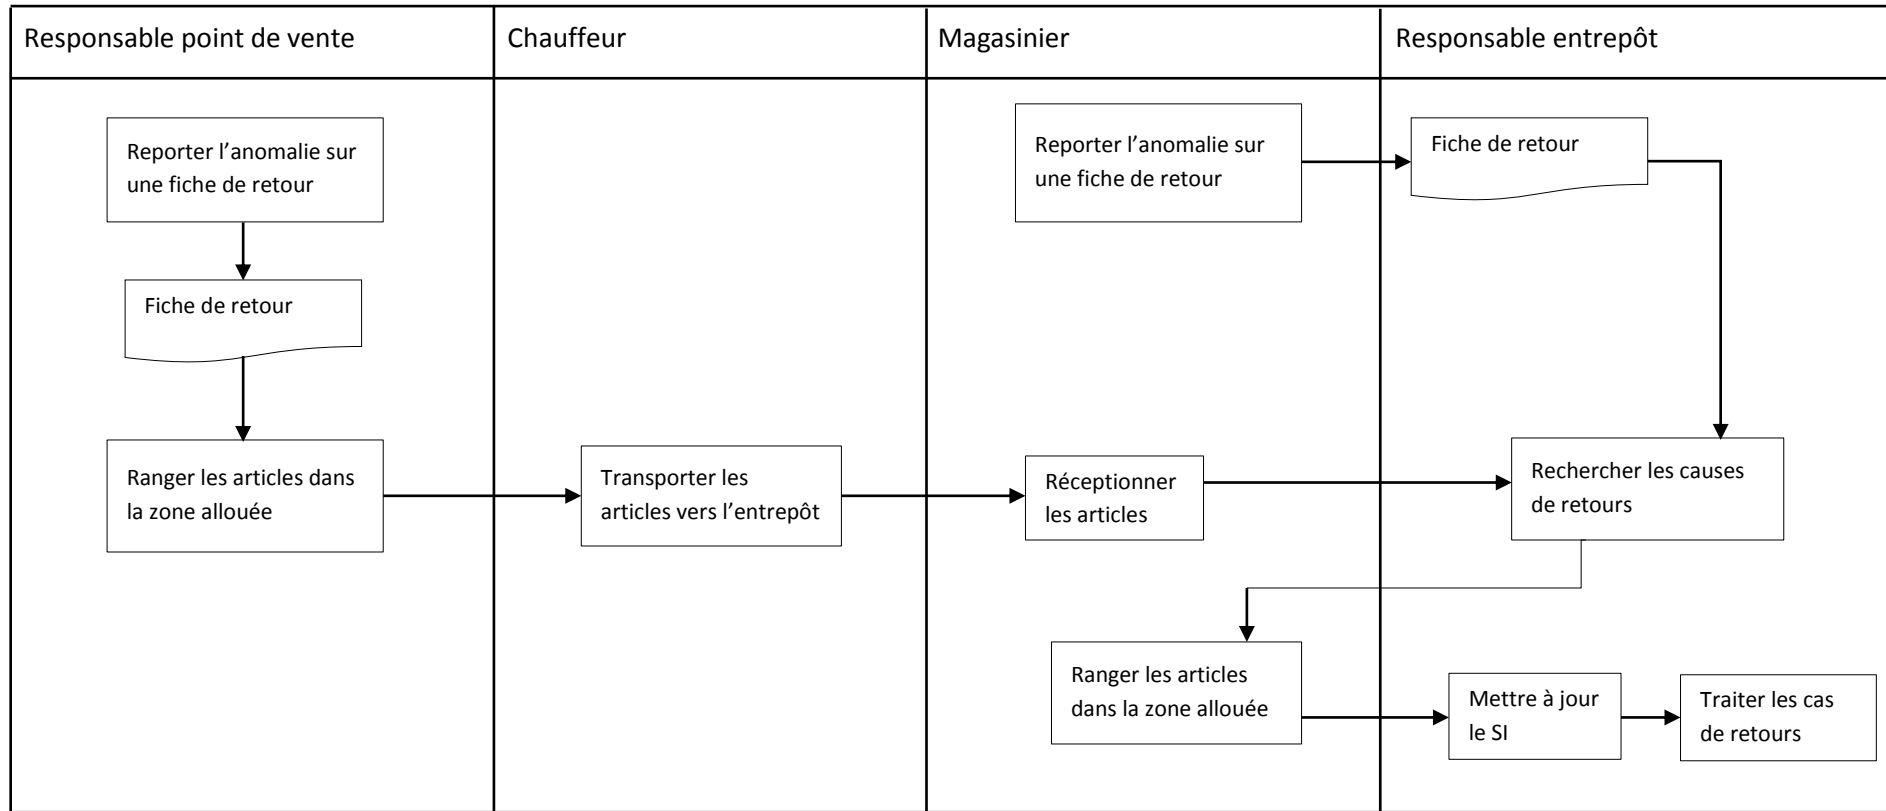 Responsable point de vente
Chauffeur
Magasinier
Responsable entrepôt
Reporter l’anomalie sur
une fiche de retour
Fiche de retour
Ranger les articles dans
la zone allouée
Transporter les
articles vers l’entrepôt
Reporter l’anomalie sur
une fiche de retour
Fiche de retour
Réceptionner
les articles
Rechercher les causes
de retours
Ranger les articles
dans la zone allouée
Mettre à jour
le SI
Traiter les cas
de retours